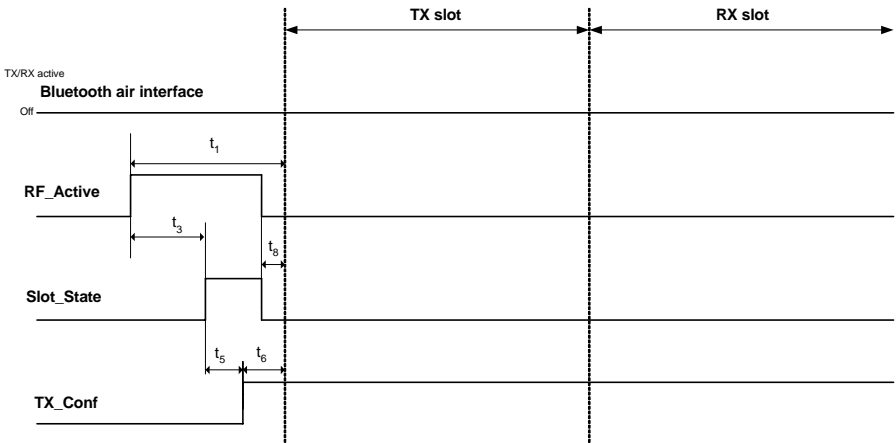 TX slot
RX slot
TX/RX active
Bluetooth air interface
Off
t1
RF_Active
t3
t8
Slot_State
t5
t6
TX_Conf